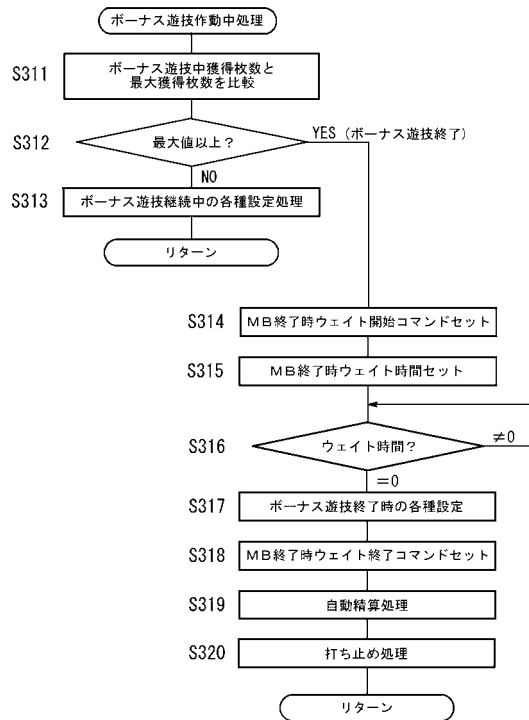 ボーナス遊技作動中処理
S311
ボーナス遊技中獲得枚数と
最大獲得枚数を比較
S312
最大値以上？
YES（ボーナス遊技終了）
NO
S313
ボーナス遊技継続中の各種設定処理
リターン
S314
ＭＢ終了時ウェイト開始コマンドセット
S315
ＭＢ終了時ウェイト時間セット
S316
ウェイト時間？
≠0
＝0
S317
ボーナス遊技終了時の各種設定
S318
ＭＢ終了時ウェイト終了コマンドセット
S319
自動精算処理
S320
打ち止め処理
リターン